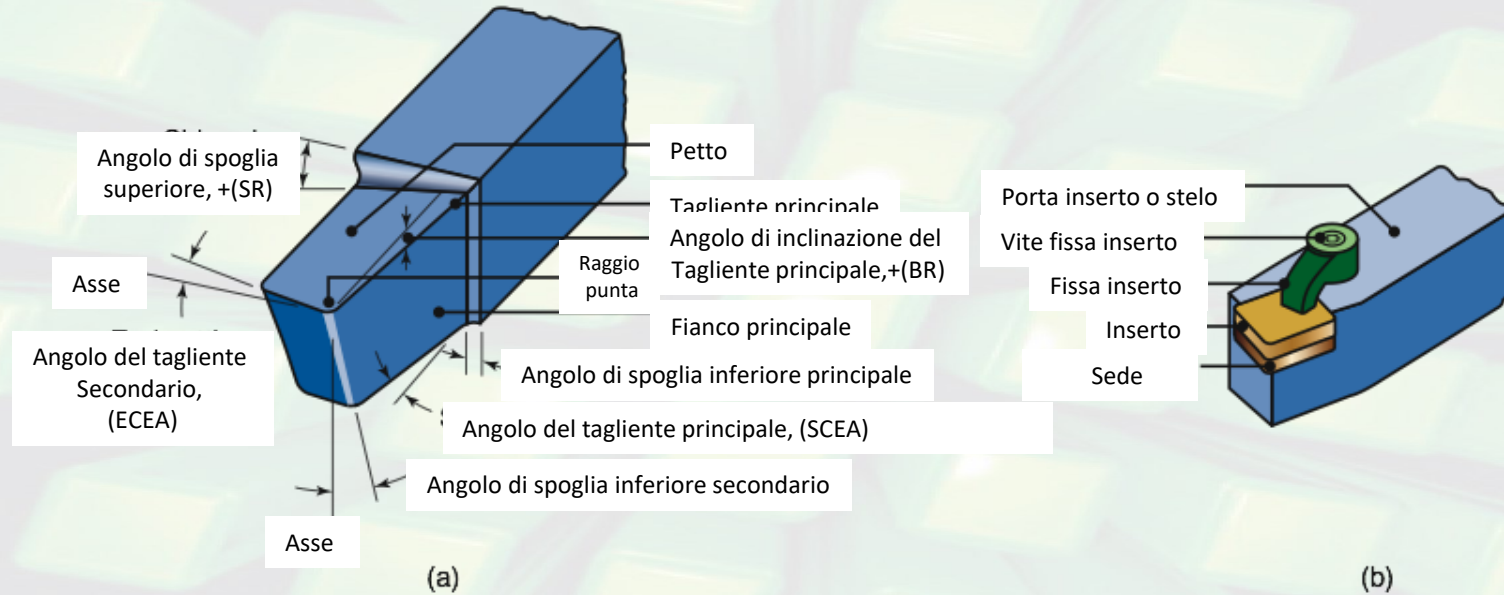 Angolo di spoglia
superiore, +(SR)
Asse
Angolo del tagliente
Secondario,
(ECEA)
Petto
Tagliente principale
Angolo di inclinazione del
Tagliente principale,+(BR)
Raggio
punta
Fianco principale
Angolo di spoglia inferiore principale
Angolo del tagliente principale, (SCEA)
Angolo di spoglia inferiore secondario
Asse
(a)
Porta inserto o stelo
Vite fissa inserto
Fissa inserto
Inserto
Sede
(b)